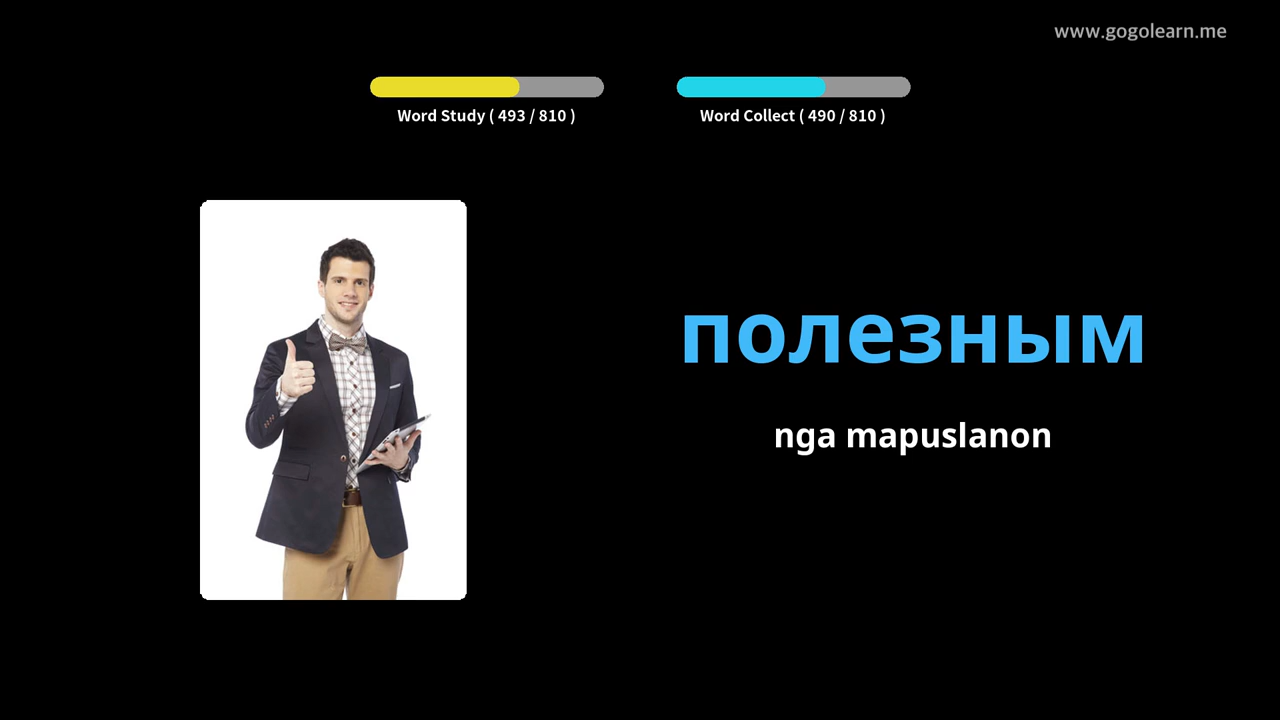 www.gogolearn.me
Word Study ( 493 / 810 )
Word Collect ( 490 / 810 )
полезным
nga mapuslanon